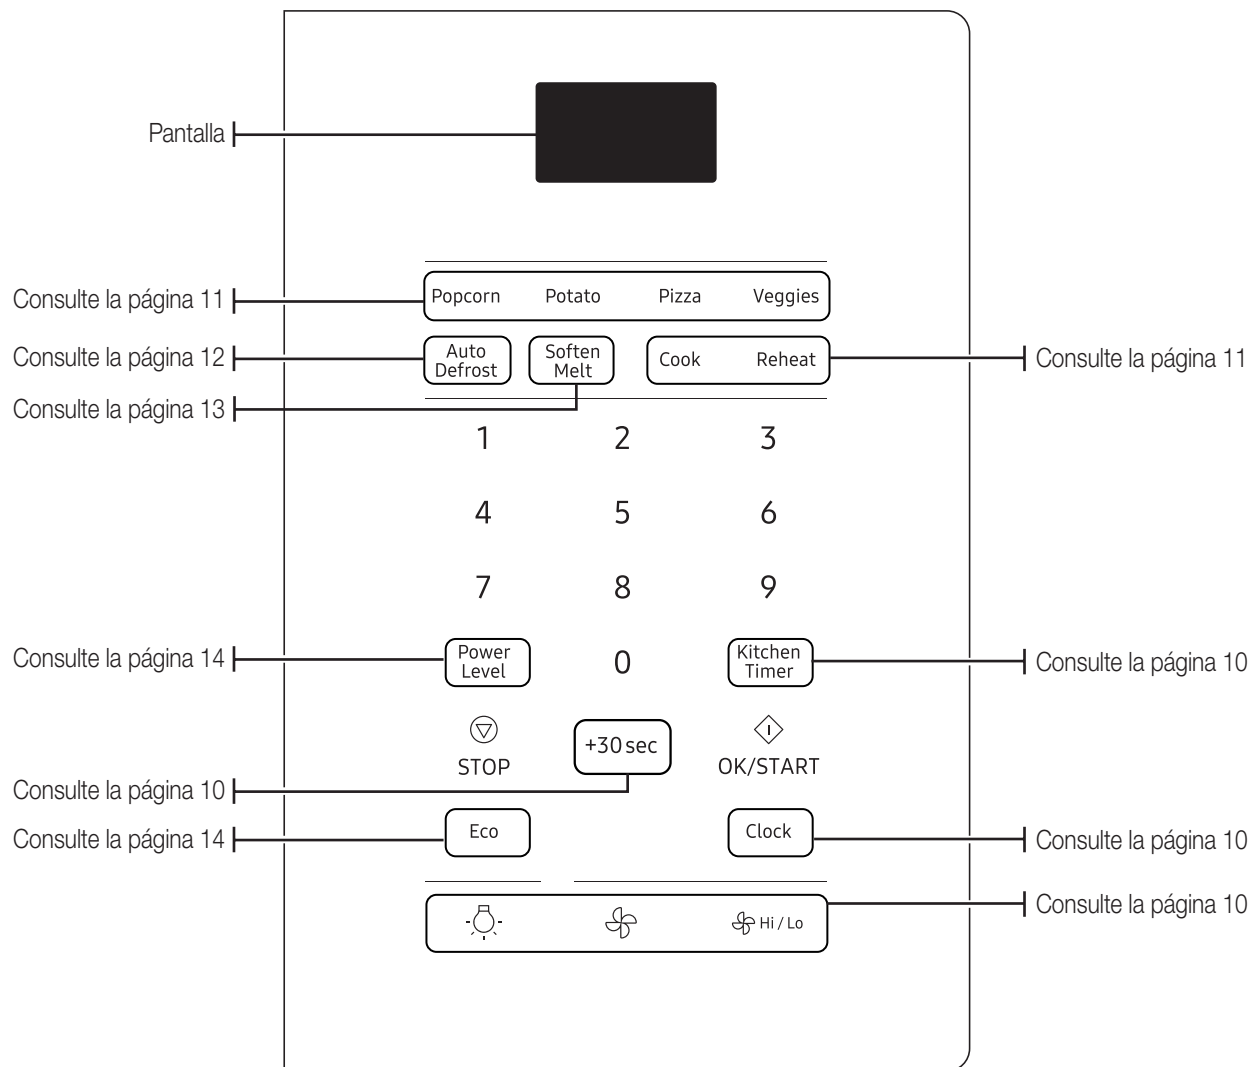 Pantalla
Consulte la página 11
Popcorn Potato Pizza Veggies
Consulte la página 12
Auto Defrost
Soften Melt
Cook Reheat
Consulte la página 11
Consulte la página 13
1 2 3
4 5 6
7 8 9
Consulte la página 14
Power Level
0
Kitchen Timer
Consulte la página 10
STOP
+30 sec
OK/START
Consulte la página 10
Consulte la página 14
Eco
Clock
Consulte la página 10
Hi / Lo
Consulte la página 10